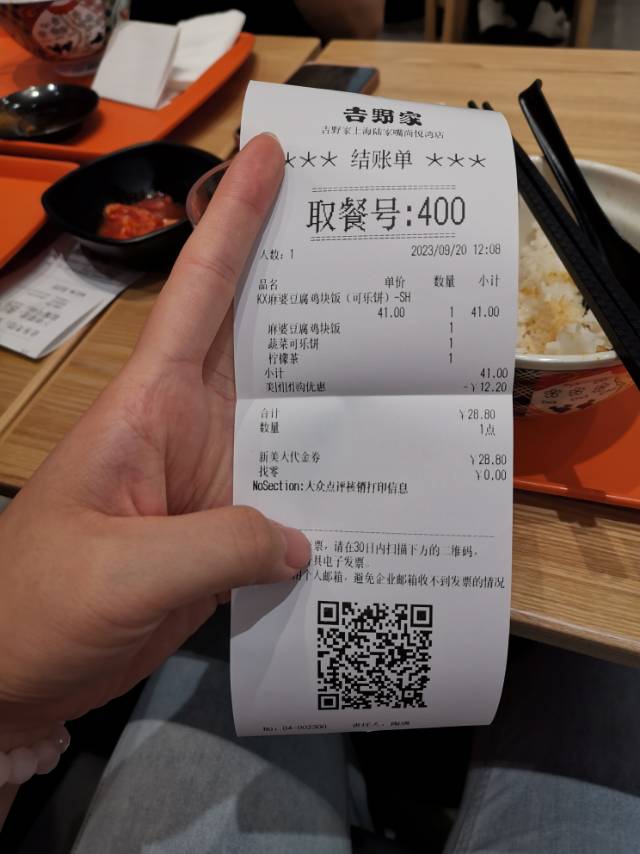 吉野家
吉野家上海陆家嘴尚悦湾店
*** 结账单 ***
取餐号:400
人数:1 2023/09/20 12:08
品名 单价 数量 小计
KX麻婆豆腐鸡块饭（可乐饼）-SH
41.00 1 41.00
麻婆豆腐鸡块饭 1
蔬菜可乐饼 1
柠檬茶 1
小计 41.00
美团团购优惠 -￥12.20
合计 ￥28.80
数量 1点
新美大代金券 ￥28.80
找零 ￥0.00
NoSection:大众点评核销打印信息
票，请在30日内扫描下方的二维码，
具电子发票。
用个人邮箱，避免企业邮箱收不到发票的情况
No: 04-002300 责任人: